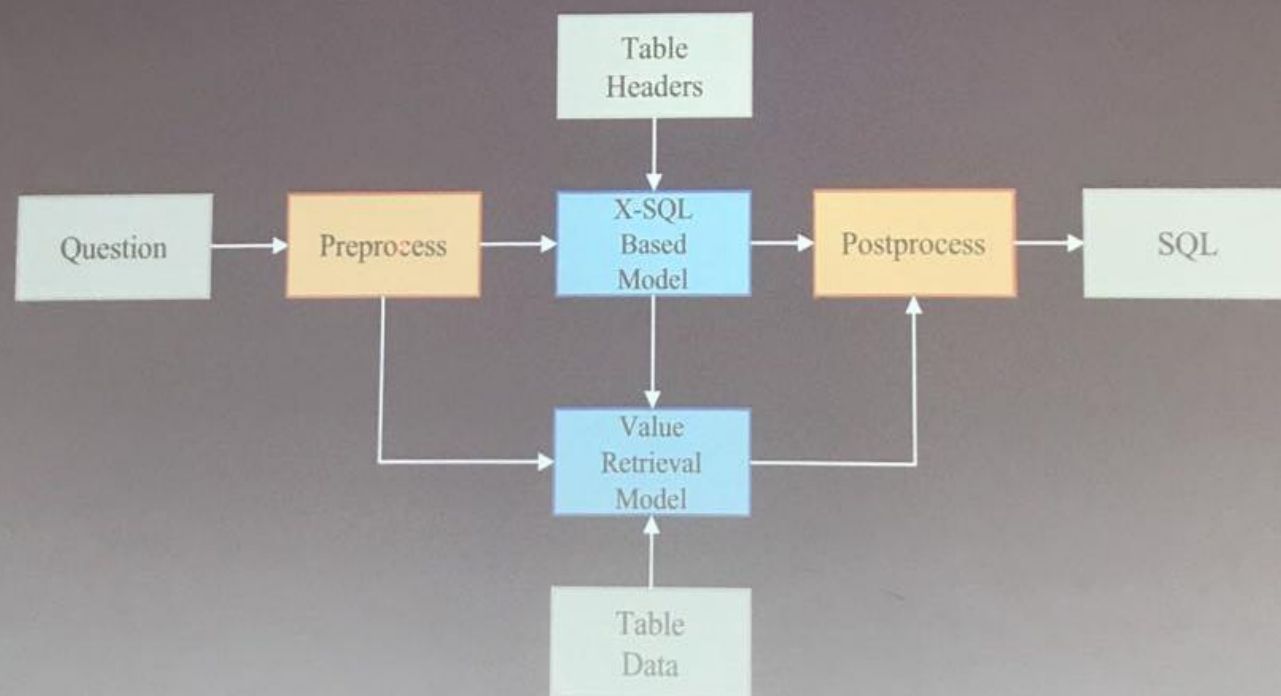 Table
Headers
Question
Preprocess
X-SQL
Based
Model
Postprocess
SQL
Value
Retrieval
Model
Table
Data